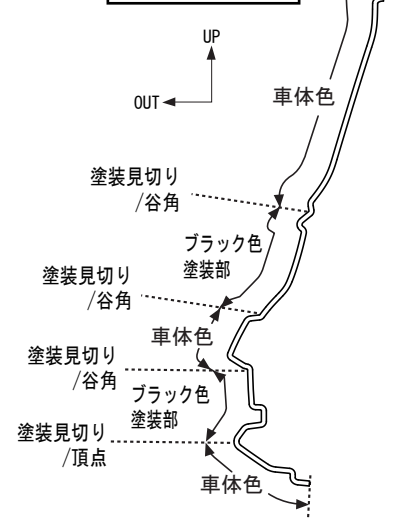 UP
OUT
車体色
塗装見切り
/谷角
ブラック色
塗装部
塗装見切り
/谷角
車体色
塗装見切り
/谷角
ブラック色
塗装部
塗装見切り
/頂点
車体色